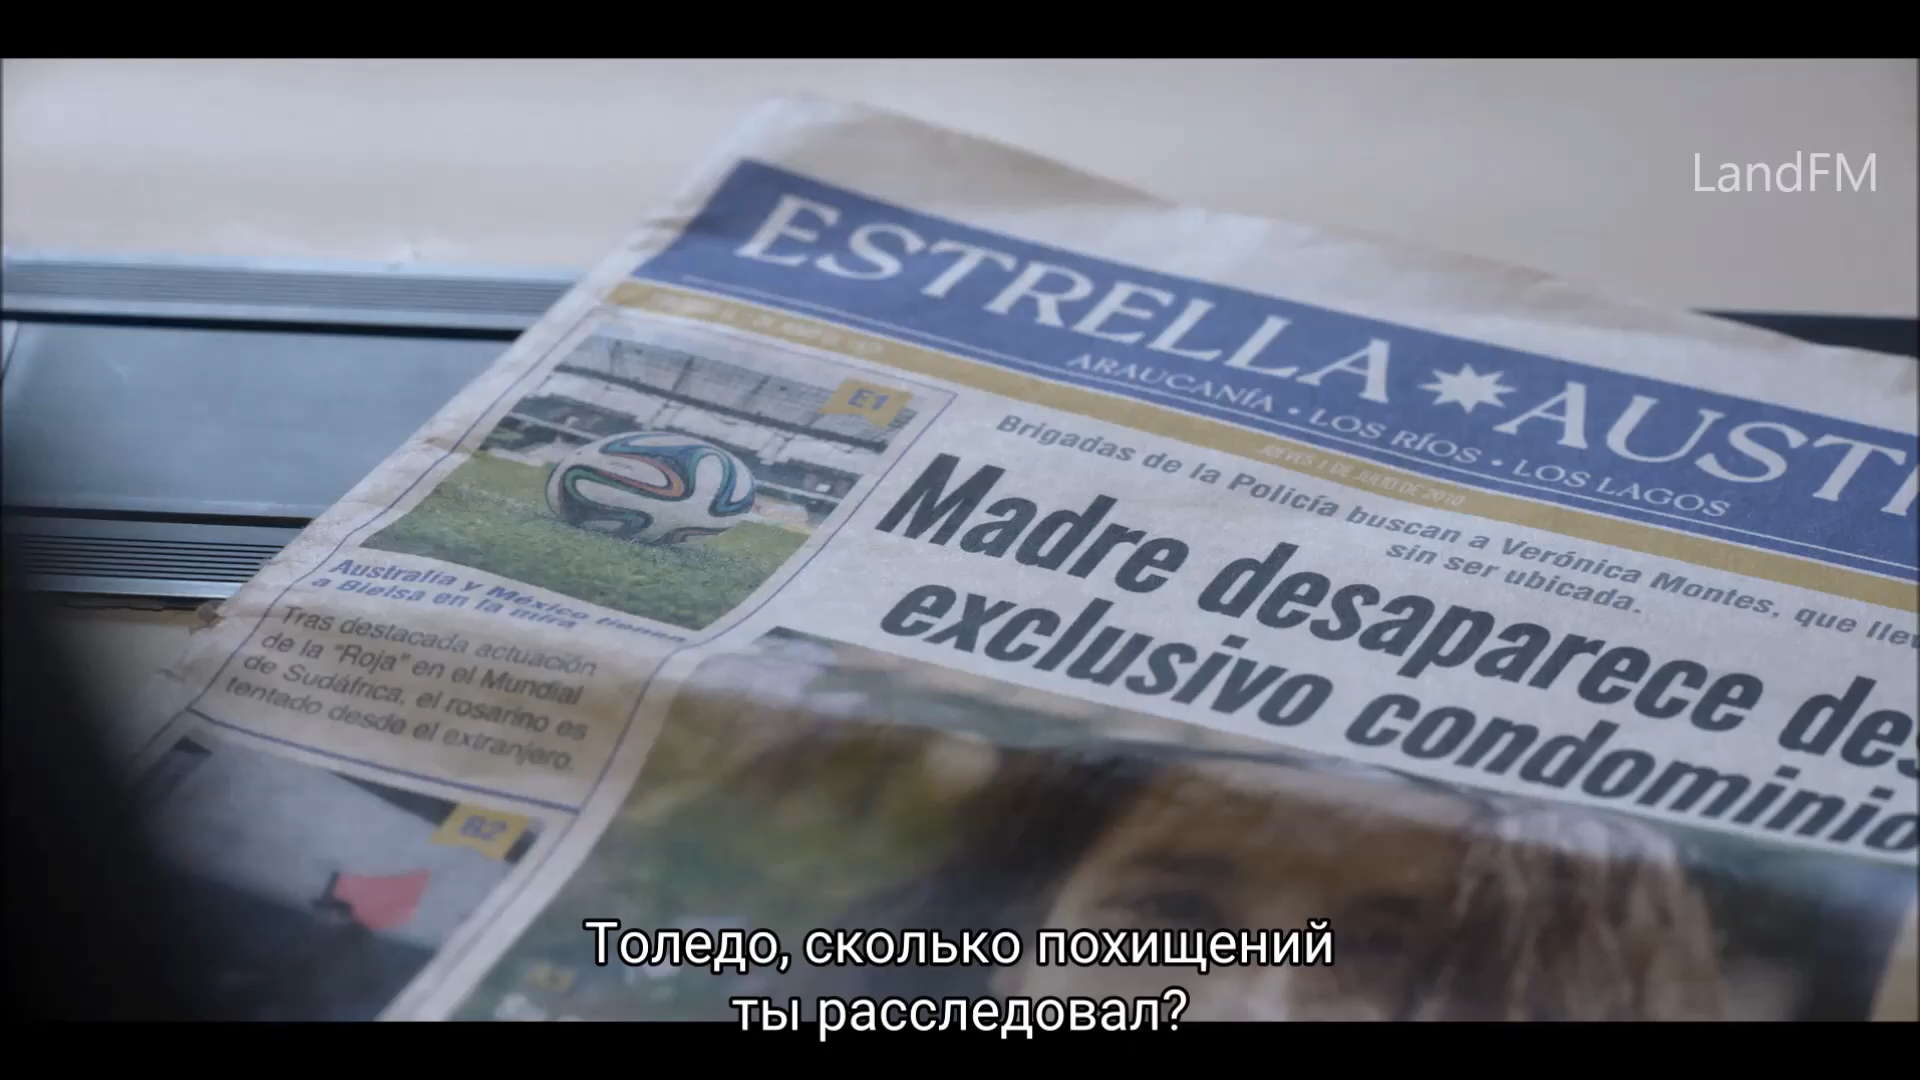 LandFM
ESTRELLA AUST
ARAUCANÍA • LOS RÍOS • LOS LAGOS
JUEVES 1 DE JULIO DE 2010
E1
Brigadas de la Policía buscan a Verónica Montes, que
sin ser ubicada.
Madre desaparece
exclusivo condominio
Australia y México tienen
a Bielsa en la mira
Tras destacada actuación
de la "Roja" en el Mundial
de Sudáfrica, el rosarino es
tentado desde el extranjero.
B2
Толедо, сколько похищений
ты расследовал?